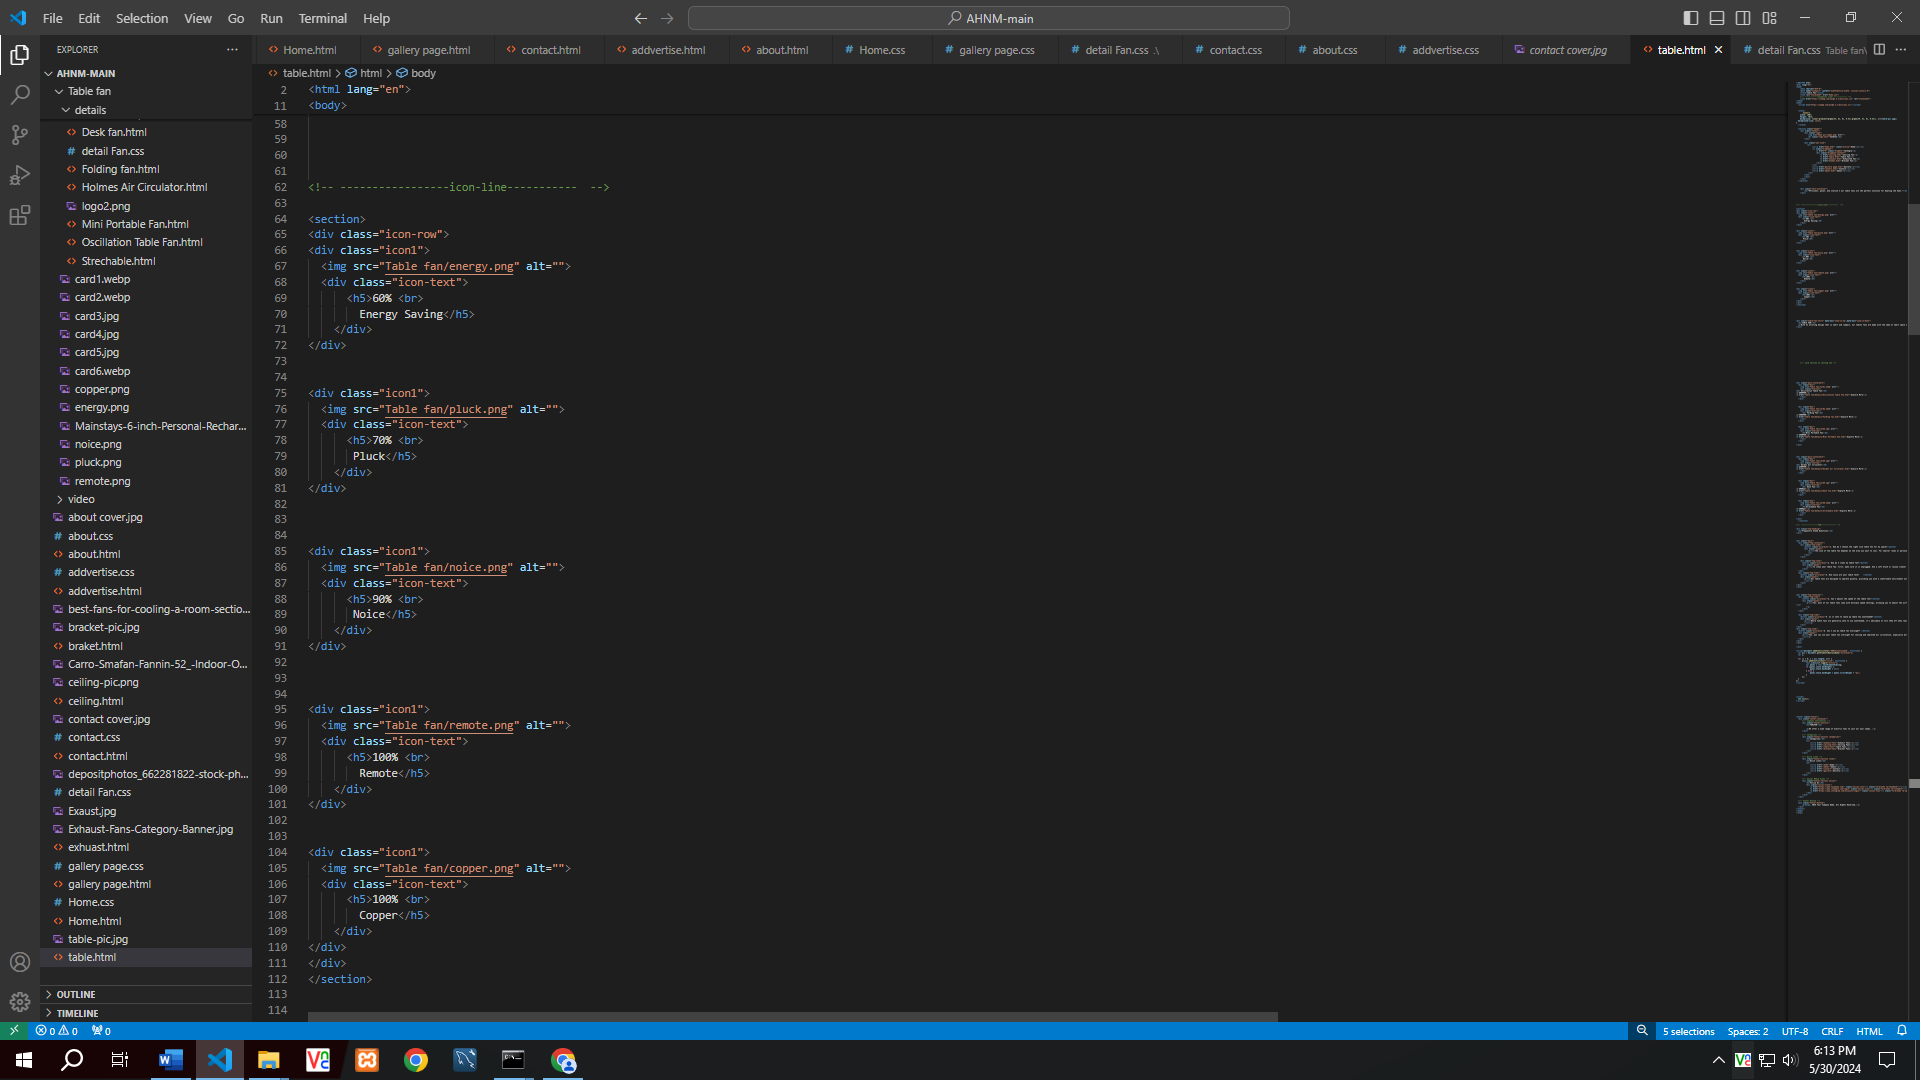 File Edit Selection View Go Run Terminal Help
AHNM-main
EXPLORER
Home.html gallery page.html contact.html addvertise.html about.html Home.css gallery page.css detail Fan.css .\ contact.css about.css addvertise.css contact cover.jpg table.html detail Fan.css Table fan\
AHNM-MAIN
Table fan
details
Desk fan.html
detail Fan.css
Folding fan.html
Holmes Air Circulator.html
logo2.png
Mini Portable Fan.html
Oscillation Table Fan.html
Strechable.html
card1.webp
card2.webp
card3.jpg
card4.jpg
card5.jpg
card6.webp
copper.png
energy.png
Mainstays-6-inch-Personal-Rechar...
noice.png
pluck.png
remote.png
video
about cover.jpg
about.css
about.html
addvertise.css
addvertise.html
best-fans-for-cooling-a-room-sectio...
bracket-pic.jpg
braket.html
Carro-Smafan-Fannin-52_-Indoor-O...
ceiling-pic.png
ceiling.html
contact cover.jpg
contact.css
contact.html
depositphotos_662281822-stock-ph...
detail Fan.css
Exaust.jpg
Exhaust-Fans-Category-Banner.jpg
exhuast.html
gallery page.css
gallery page.html
Home.css
Home.html
table-pic.jpg
table.html
OUTLINE
TIMELINE
table.html > html > body
2 <html lang="en">
11 <body>
58
59
60
61
62 <!-- -----------------icon-line-----------  -->
63
64 <section>
65 <div class="icon-row">
66 <div class="icon1">
67 <img src="Table fan/energy.png" alt="">
68 <div class="icon-text">
69 <h5>60% <br>
70 Energy Saving</h5>
71 </div>
72 </div>
73
74
75 <div class="icon1">
76 <img src="Table fan/pluck.png" alt="">
77 <div class="icon-text">
78 <h5>70% <br>
79 Pluck</h5>
80 </div>
81 </div>
82
83
84
85 <div class="icon1">
86 <img src="Table fan/noice.png" alt="">
87 <div class="icon-text">
88 <h5>90% <br>
89 Noice</h5>
90 </div>
91 </div>
92
93
94
95 <div class="icon1">
96 <img src="Table fan/remote.png" alt="">
97 <div class="icon-text">
98 <h5>100% <br>
99 Remote</h5>
100 </div>
101 </div>
102
103
104 <div class="icon1">
105 <img src="Table fan/copper.png" alt="">
106 <div class="icon-text">
107 <h5>100% <br>
108 Copper</h5>
109 </div>
110 </div>
111 </div>
112 </section>
113
114
0 0 0 5 selections Spaces: 2 UTF-8 CRLF HTML
6:13 PM
5/30/2024